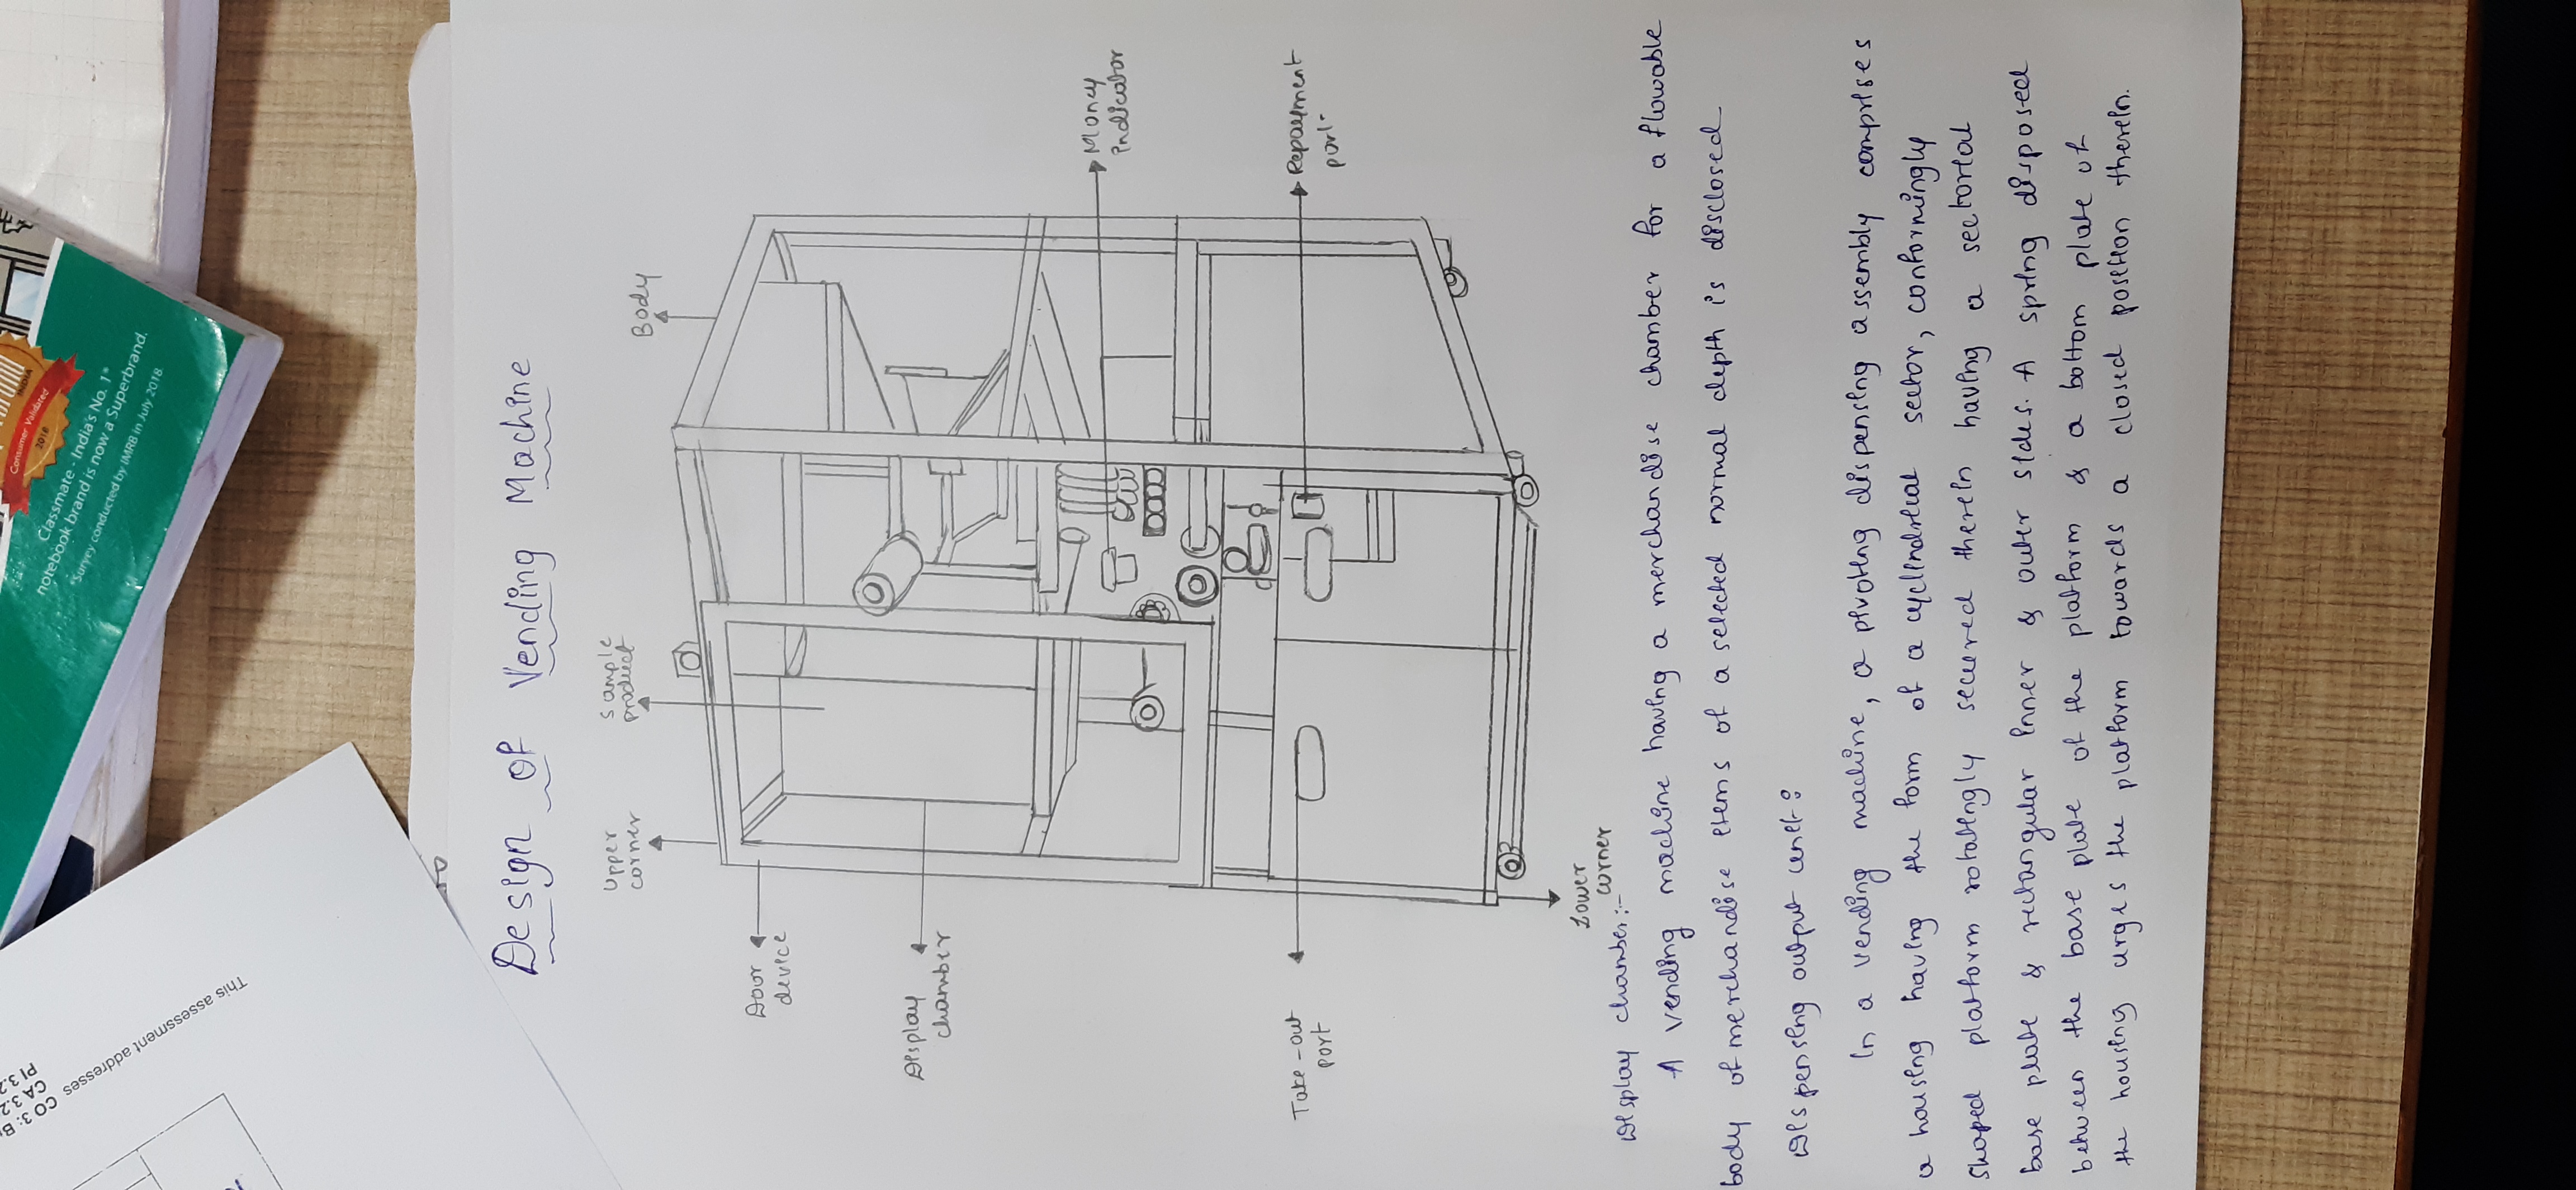 This assessment addresses CO3:
CA 3.2
PI 3.2
INDIA
Consumer Validated
2018
Classmate - India's No. 1*
notebook brand is now a Superbrand.
*Survey conducted by IMRB in July 2018.
Design of Vending Machine
Upper
corner
Sample
product
Body
Door
device
Display
chamber
Money
indicator
Take-out
port
Repayment
port
Lower
corner
Display chamber:-
A vending machine having a merchandise chamber for a flowable
body of merchandise items of a selected normal depth is disclosed
Dispensing output unit:
In a vending machine, a pivoting dispensing assembly comprises
a housing having the form of a cyclindrical sector, conformingly
shaped platform rotatingly secured therein having a sectorial
base plate & rectangular inner & outer sides. A spring disposed
between the base plate of the platform & a bottom plate of
the housing urges the platform towards a closed position therein.